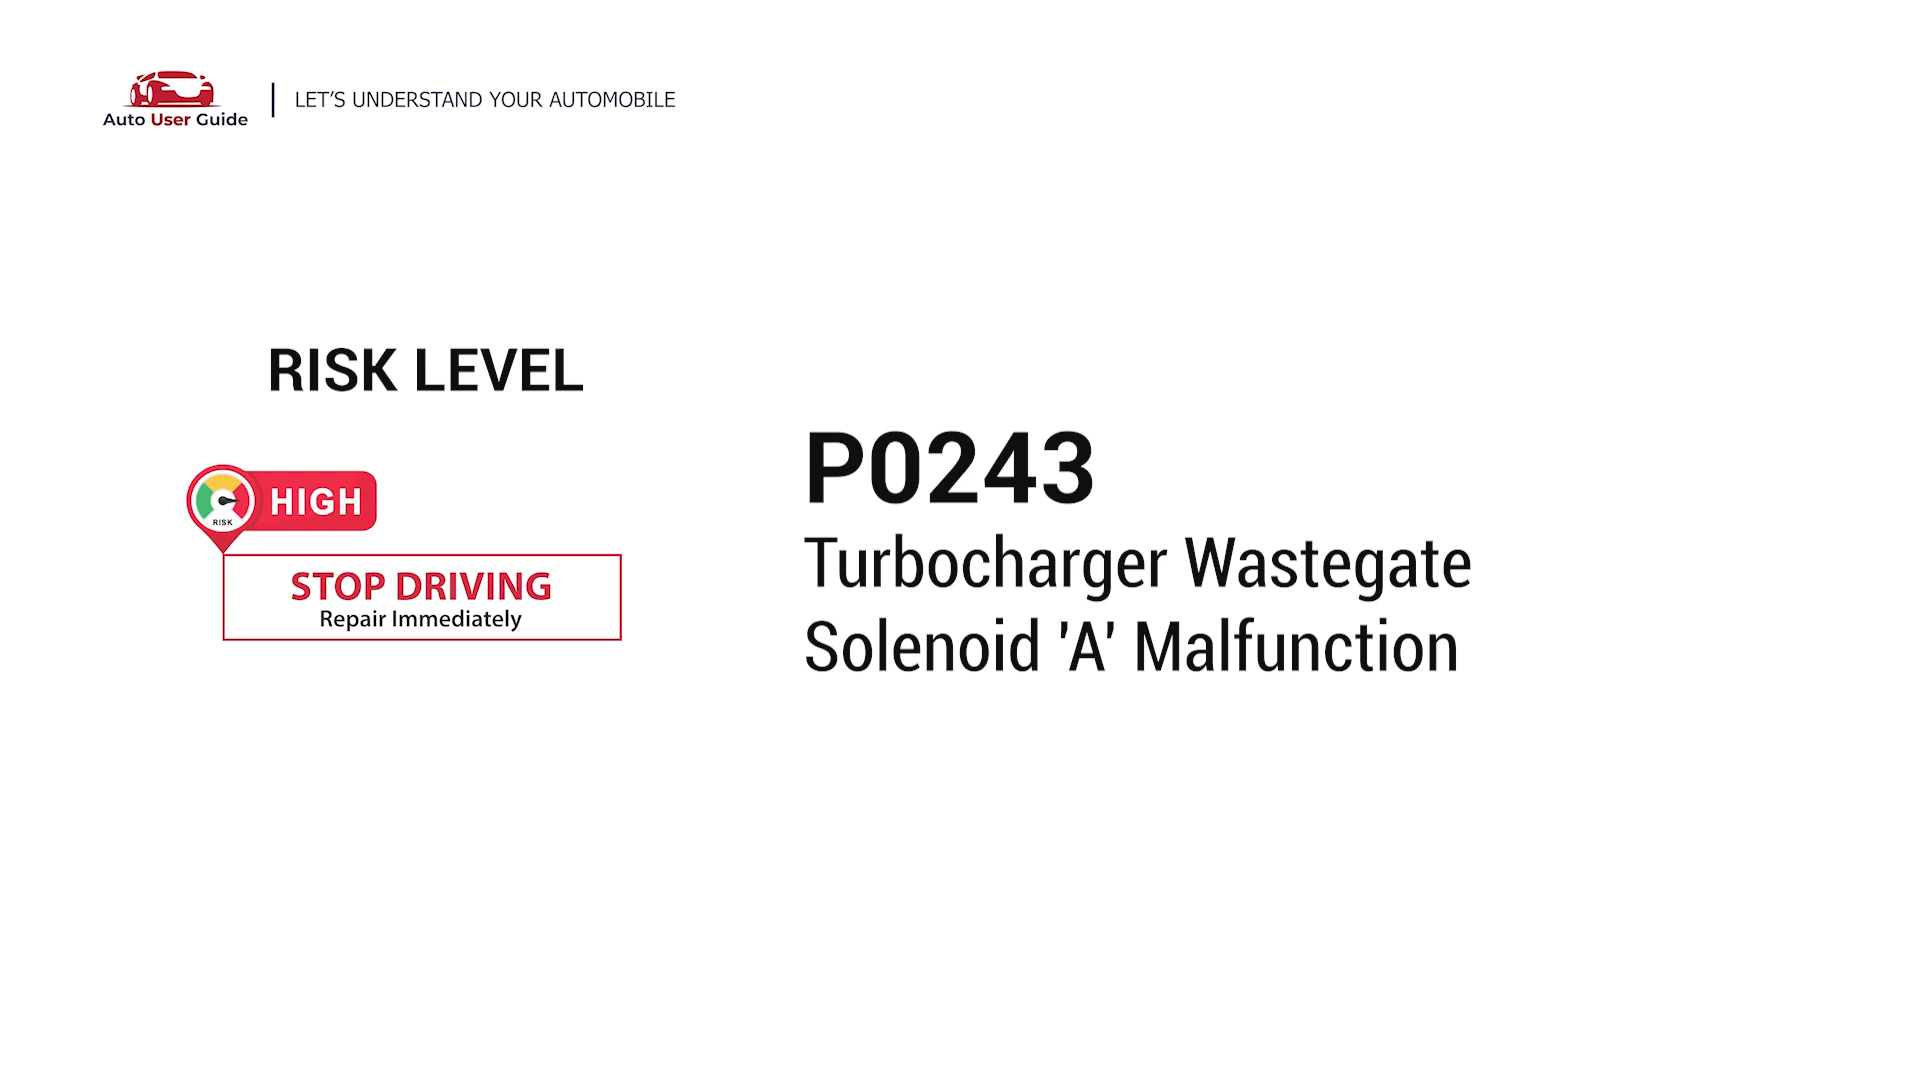 Auto User Guide
LET'S UNDERSTAND YOUR AUTOMOBILE
RISK LEVEL
RISK
HIGH
STOP DRIVING
Repair Immediately
P0243
Turbocharger Wastegate
Solenoid 'A' Malfunction